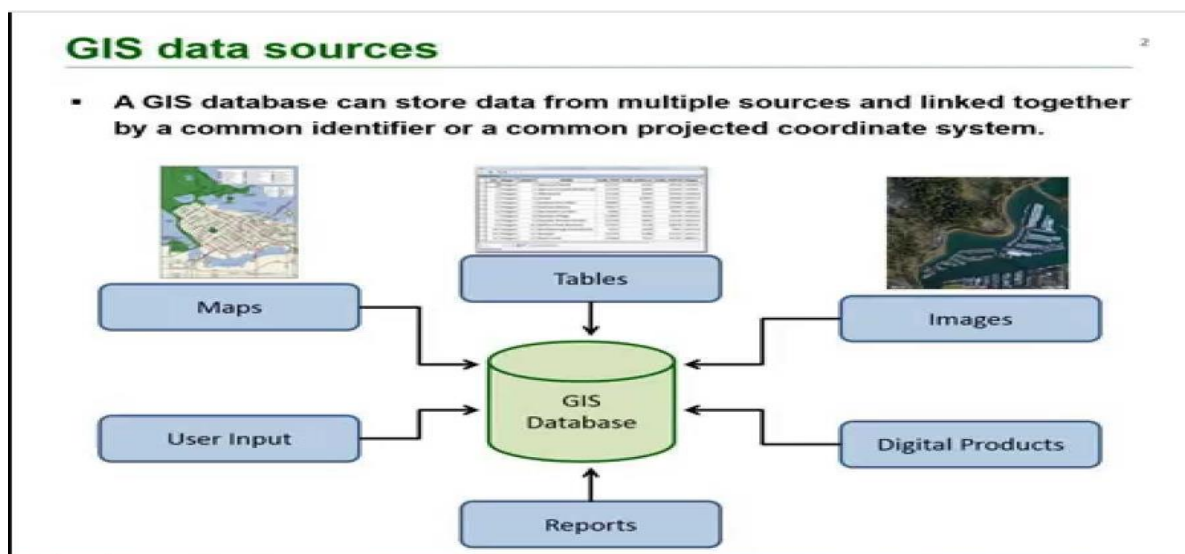 GIS data sources
2
▪ A GIS database can store data from multiple sources and linked together
by a common identifier or a common projected coordinate system.
Tables
Maps
Images
GIS
Database
User Input
Digital Products
Reports